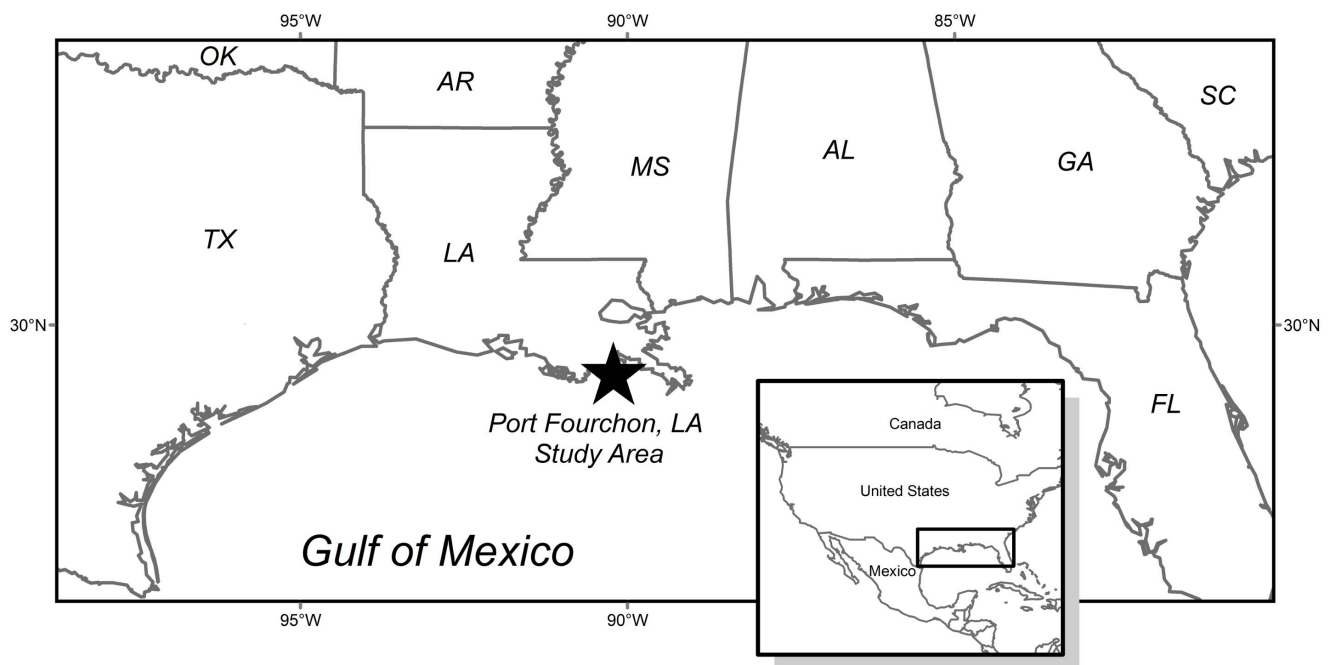 95°W
90°W
85°W
OK
AR
SC
MS
AL
GA
TX
LA
30°N
30°N
FL
Port Fourchon, LA
Study Area
Canada
United States
Gulf of Mexico
Mexico
95°W
90°W